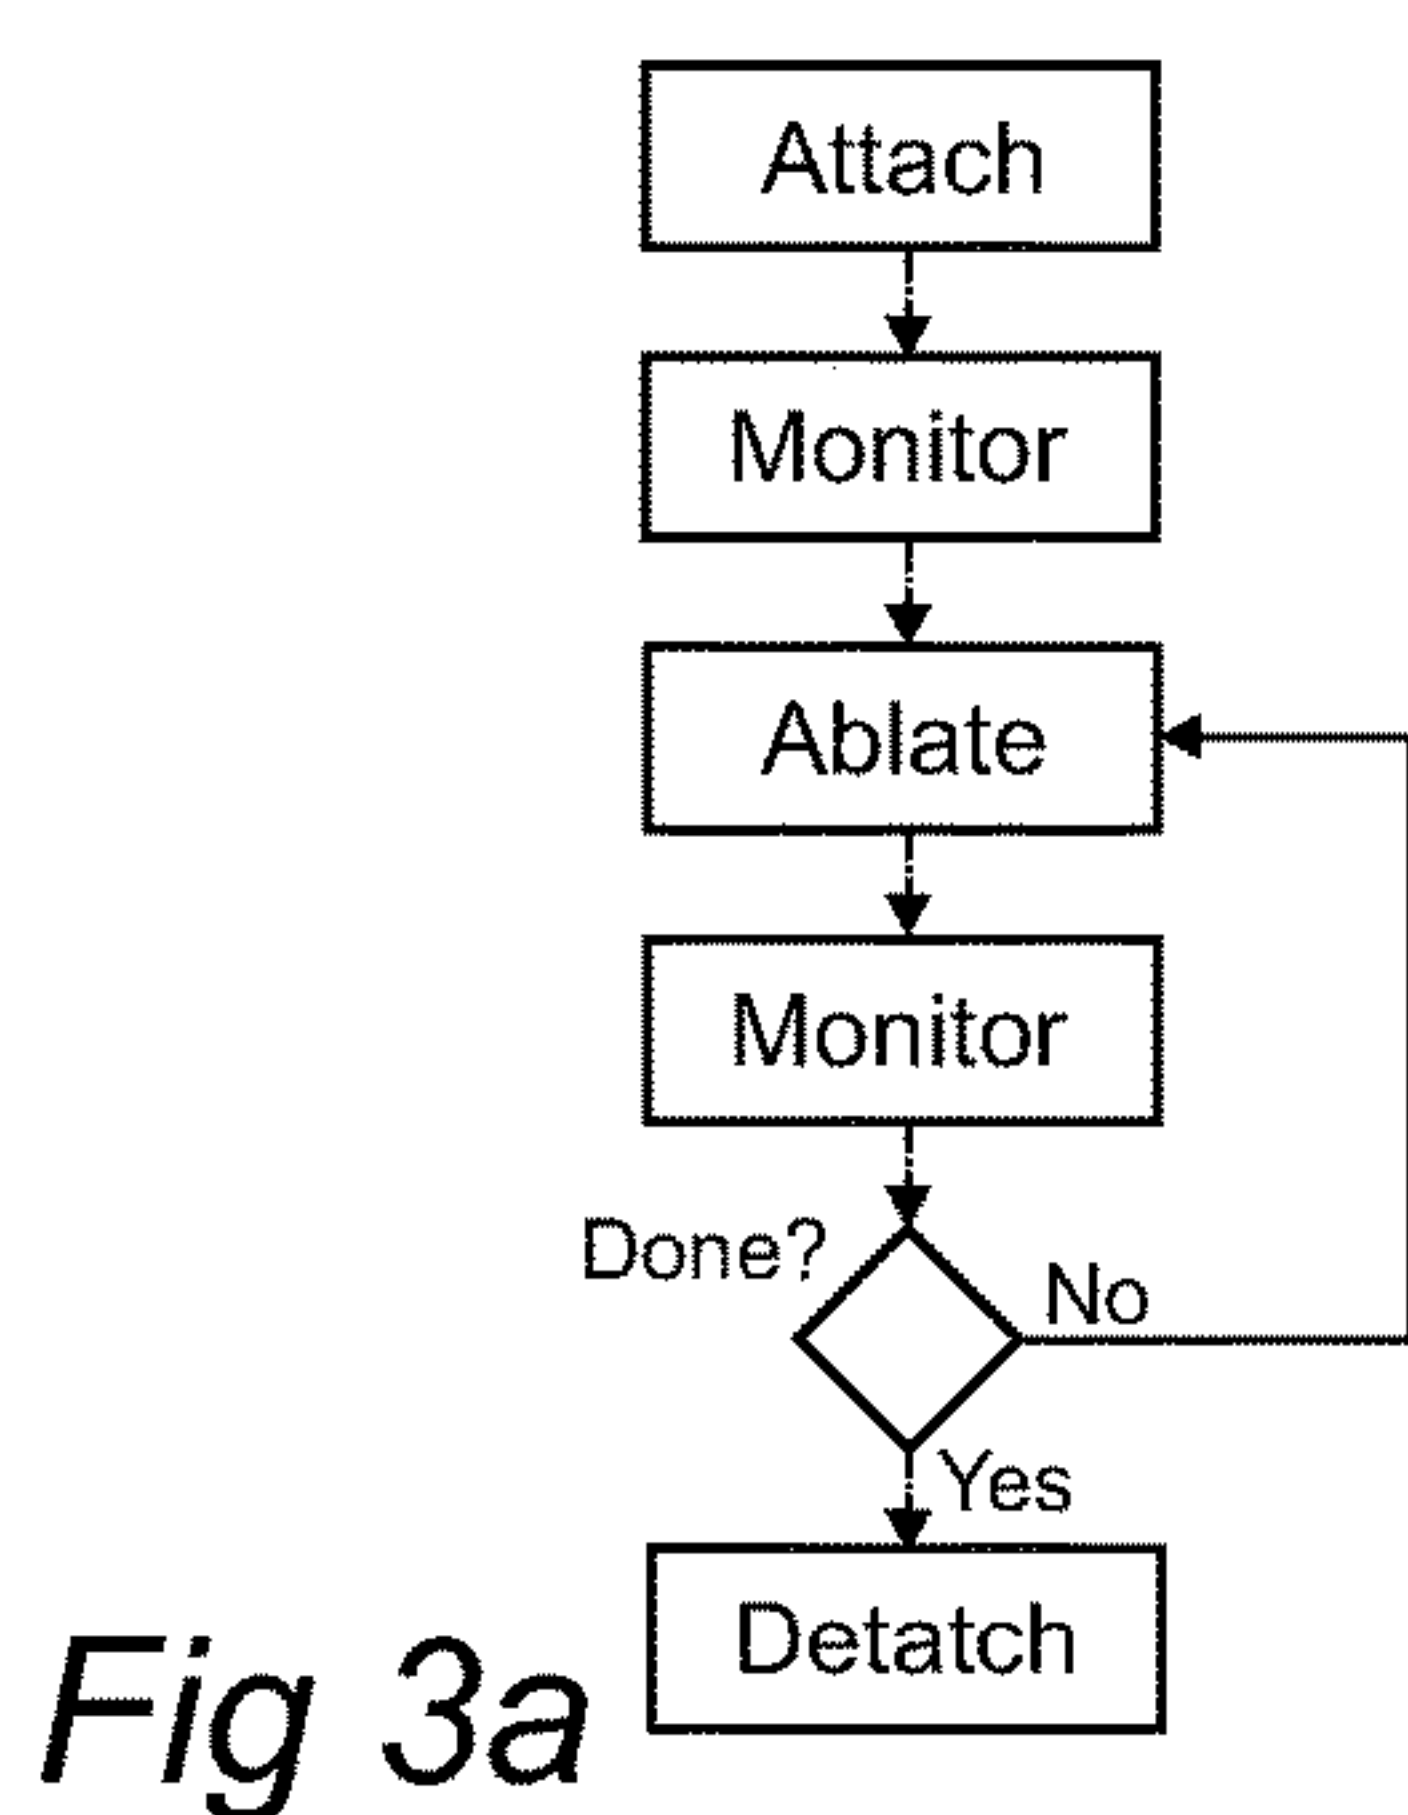 Attach
Monitor
Ablate
Monitor
Done?
No
Yes
Detatch
Fig 3a